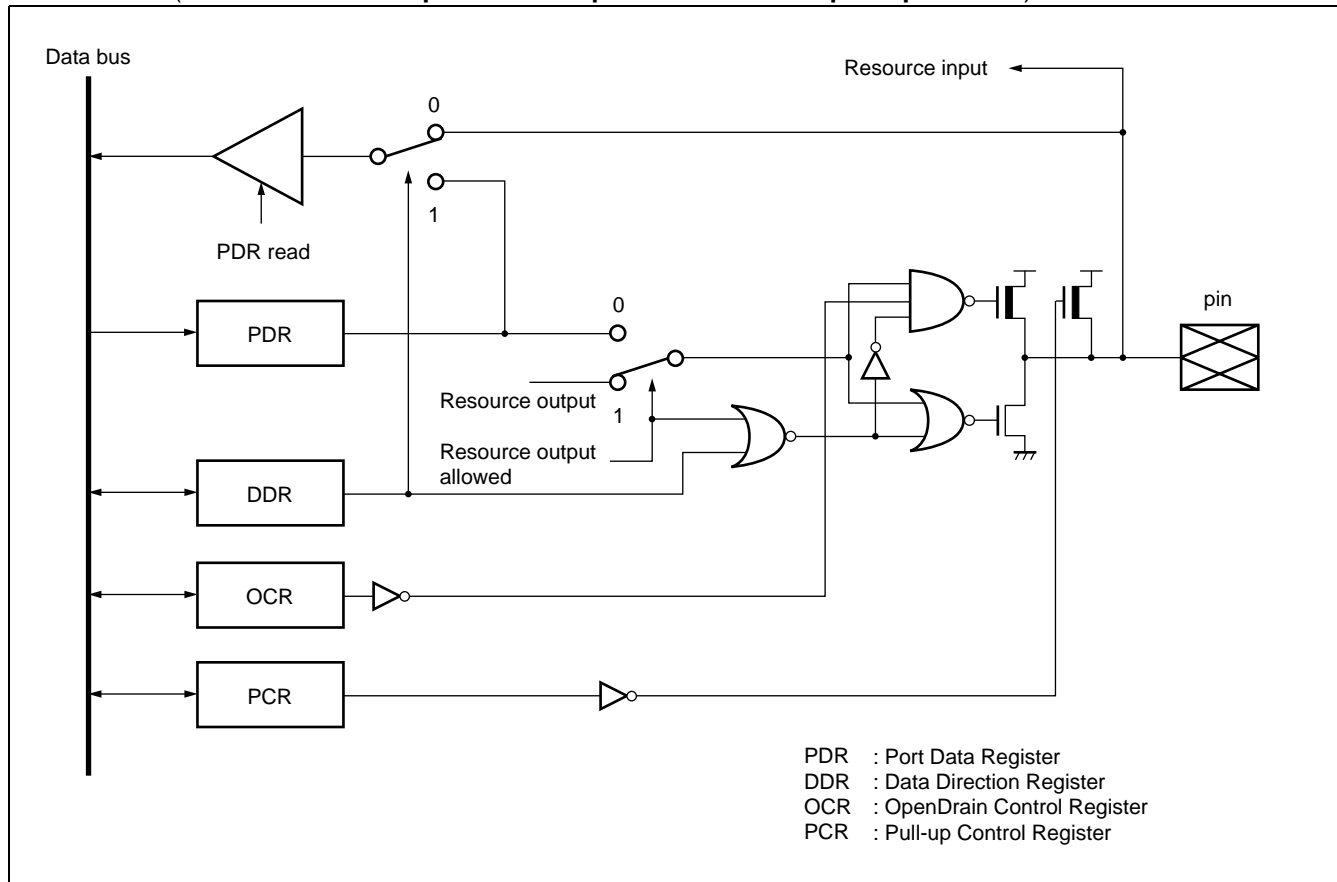 Data bus
Resource input
0
1
PDR read
0
pin
PDR
Resource output
1
Resource output
allowed
DDR
OCR
PCR
PDR : Port Data Register
DDR : Data Direction Register
OCR : OpenDrain Control Register
PCR : Pull-up Control Register